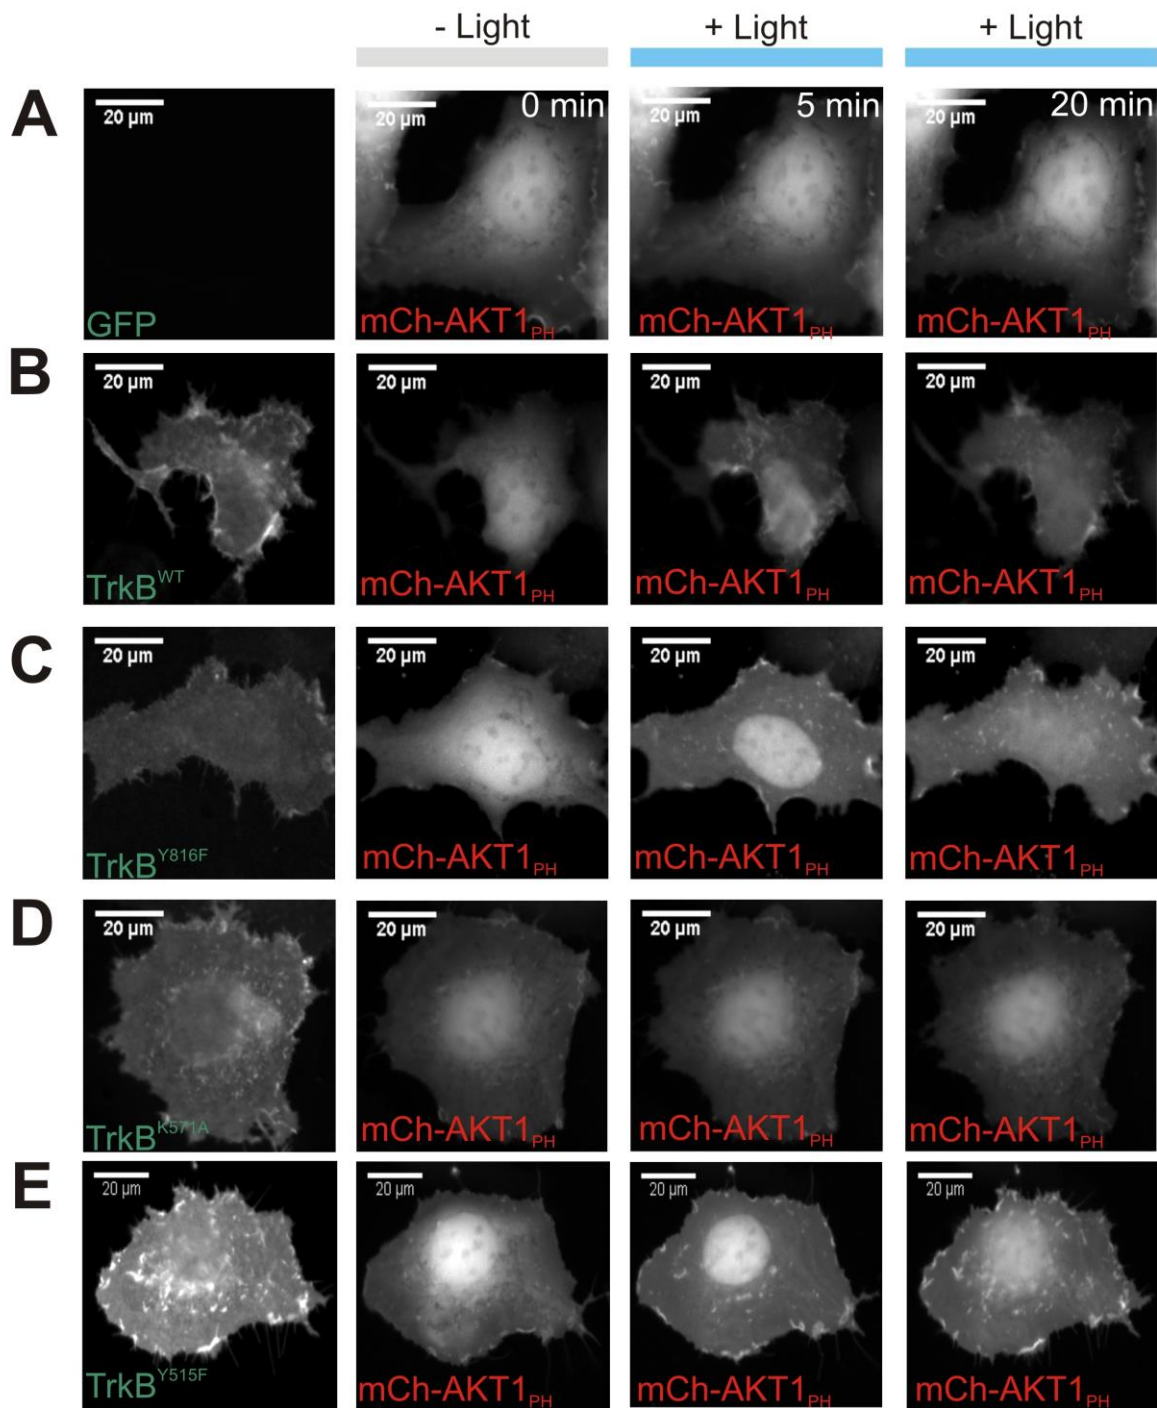 - Light
+ Light
+ Light
A
20 µm
GFP
20 µm
0 min
mCh-AKT1PH
20 µm
5 min
mCh-AKT1PH
20 µm
20 min
mCh-AKT1PH
B
20 µm
TrkBWT
20 µm
mCh-AKT1PH
20 µm
mCh-AKT1PH
20 µm
mCh-AKT1PH
C
20 µm
TrkBY816F
20 µm
mCh-AKT1PH
20 µm
mCh-AKT1PH
20 µm
mCh-AKT1PH
D
20 µm
TrkBK571A
20 µm
mCh-AKT1PH
20 µm
mCh-AKT1PH
20 µm
mCh-AKT1PH
E
20 µm
TrkBY515F
20 µm
mCh-AKT1PH
20 µm
mCh-AKT1PH
20 µm
mCh-AKT1PH